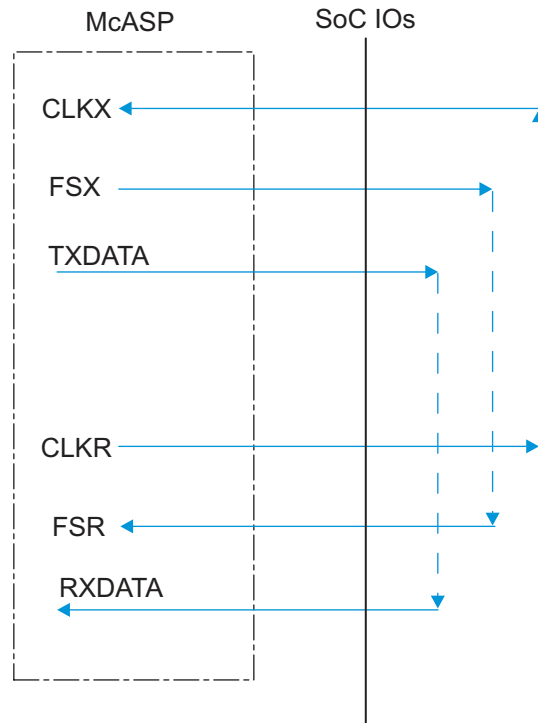 McASP
SoC IOs
CLKX
FSX
TXDATA
CLKR
FSR
RXDATA